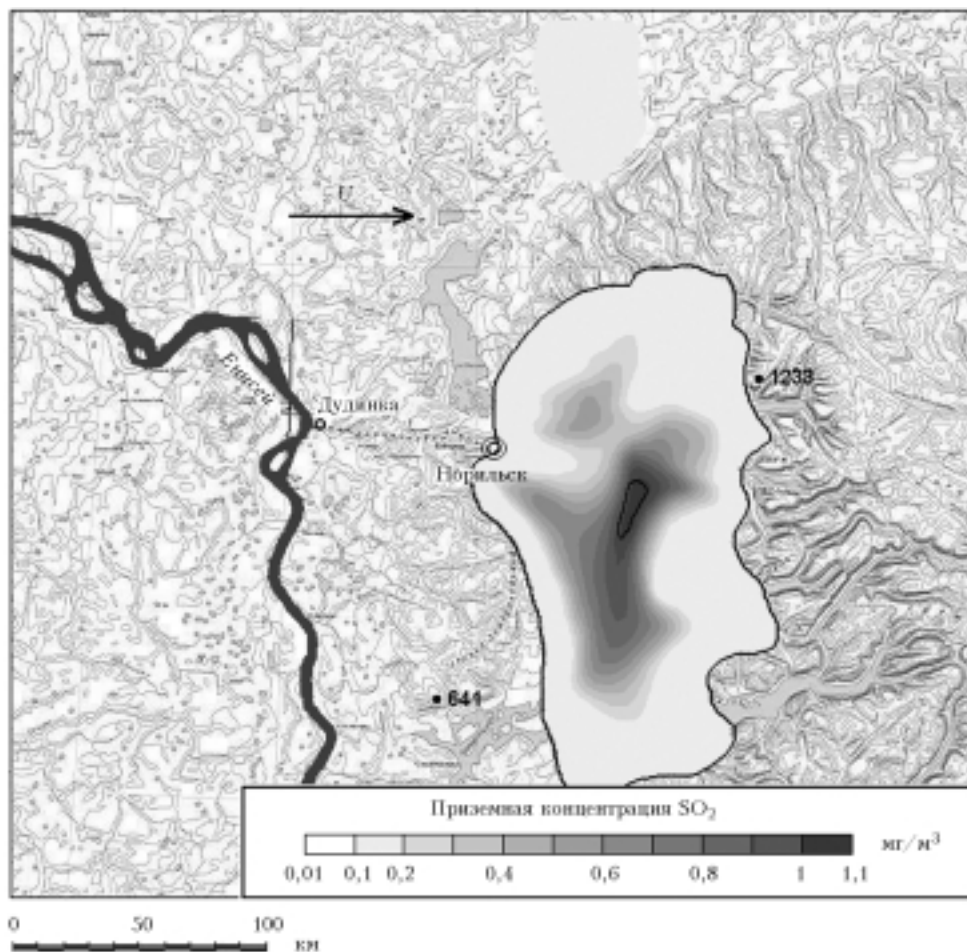 U
Енисей
Дудинка
1233
Норильск
641
Приземная концентрация SO₂
мг/м³
0,01 0,1 0,2 0,4 0,6 0,8 1 1,1
0 50 100
км